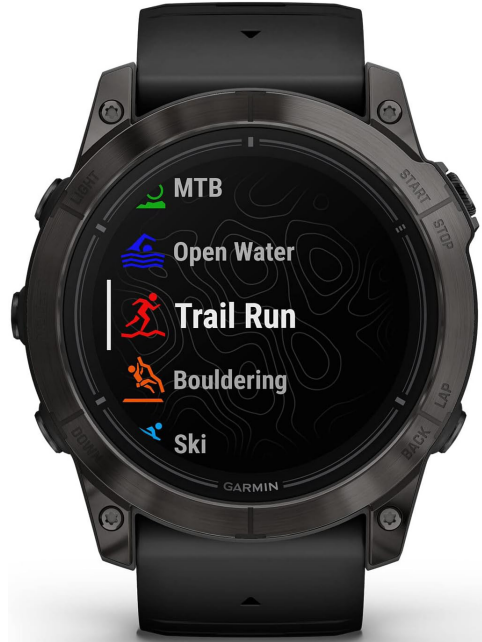 LIGHT
START
STOP
MTB
Open Water
Trail Run
Bouldering
Ski
DOWN
LAP
BACK
GARMIN